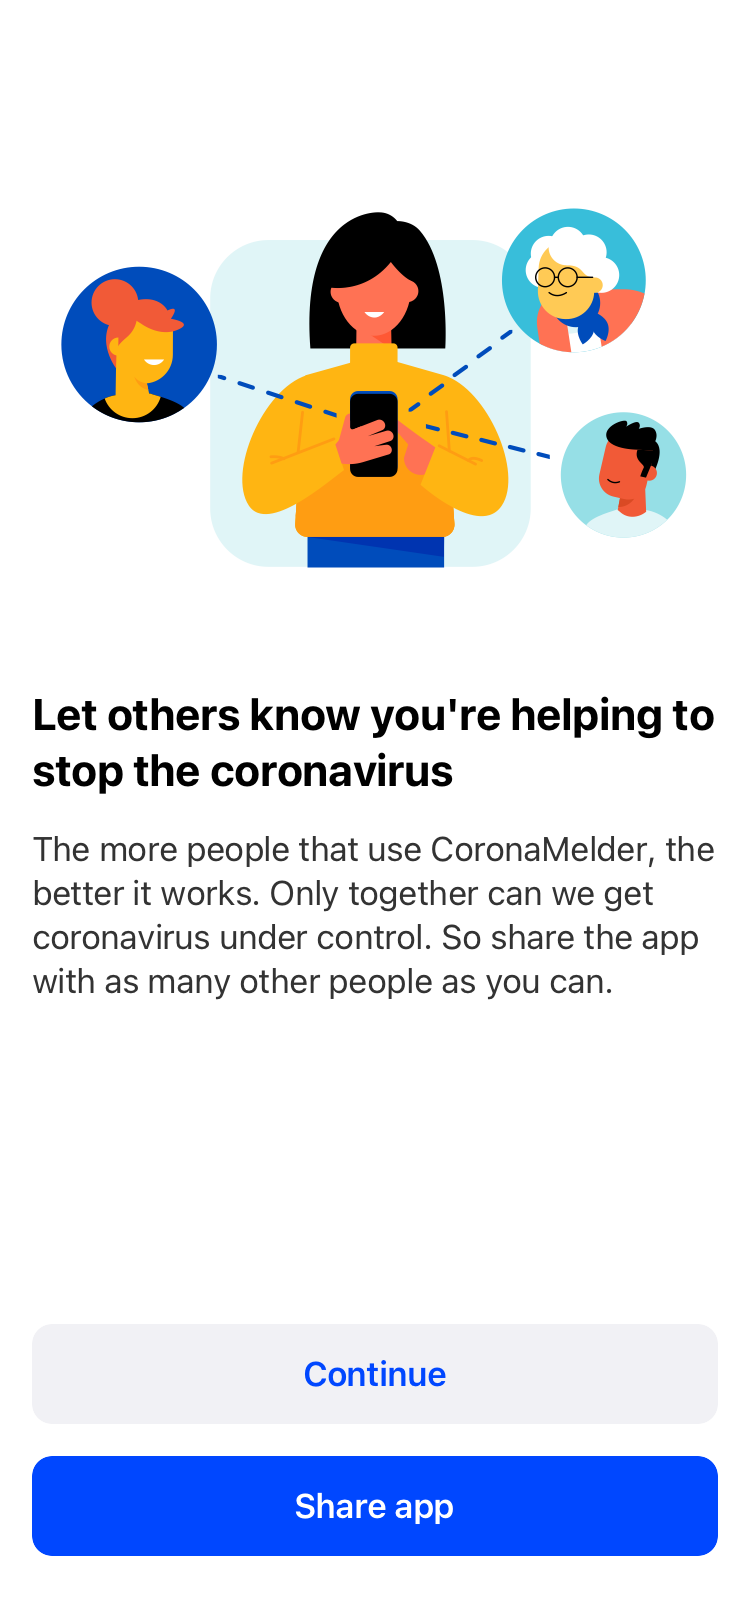 Let others know you're helping to
stop the coronavirus
The more people that use CoronaMelder, the
better it works. Only together can we get
coronavirus under control. So share the app
with as many other people as you can.
Continue
Share app